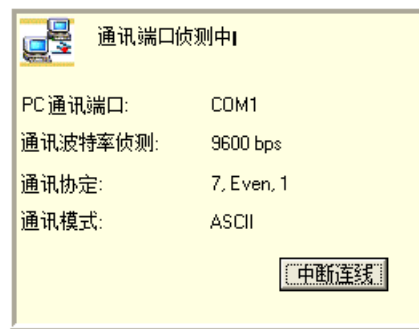 通讯端口侦测中
PC通讯端口: COM1
通讯波特率侦测: 9600 bps
通讯协定: 7, Even, 1
通讯模式: ASCII
中断连线